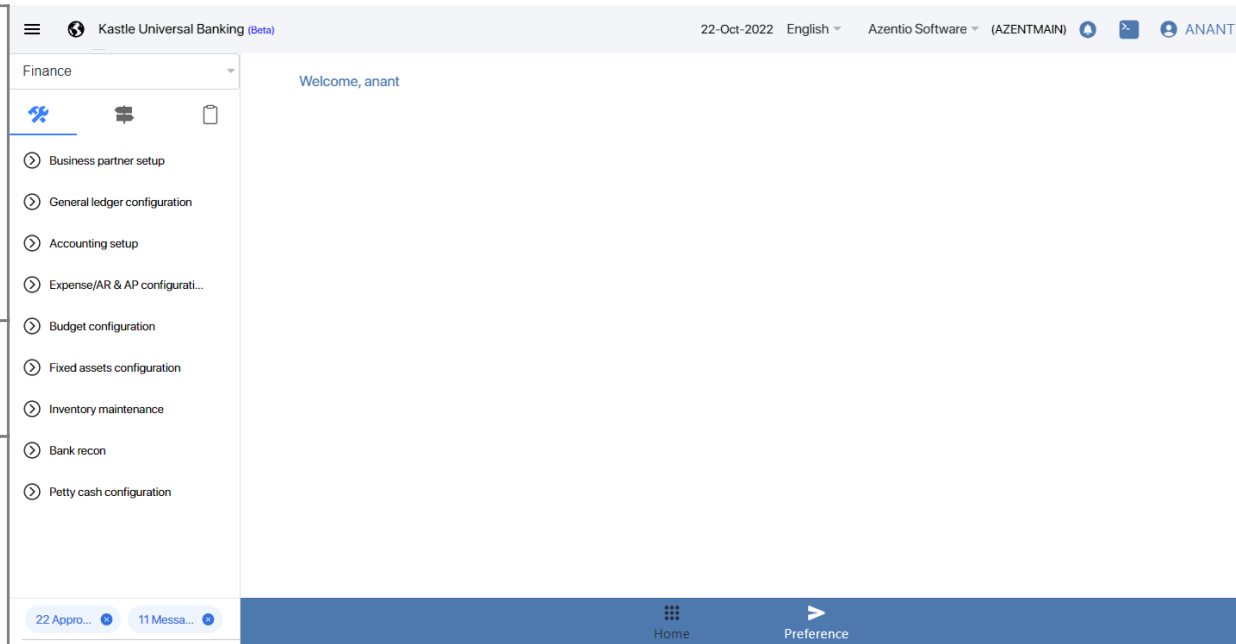 Kastle Universal Banking (Beta)
22-Oct-2022 English Azentio Software (AZENTMAIN) ANANT
Finance
Welcome, anant
Business partner setup
General ledger configuration
Accounting setup
Expense/AR & AP configurati...
Budget configuration
Fixed assets configuration
Inventory maintenance
Bank recon
Petty cash configuration
22 Appro... 11 Messa...
Home Preference